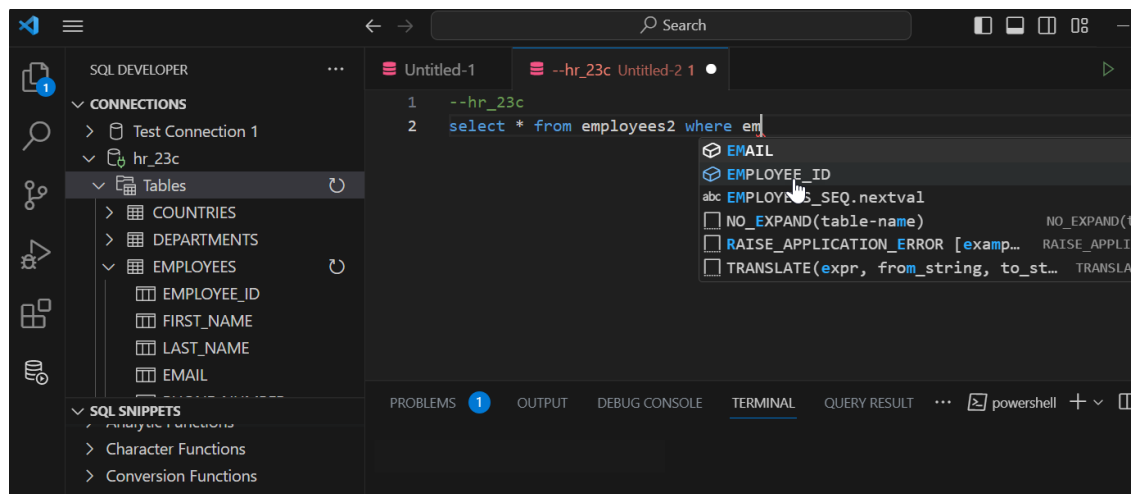 Search
SQL DEVELOPER
Untitled-1
--hr_23c Untitled-2 1
1
CONNECTIONS
Test Connection 1
hr_23c
Tables
COUNTRIES
DEPARTMENTS
EMPLOYEES
EMPLOYEE_ID
FIRST_NAME
LAST_NAME
EMAIL
SQL SNIPPETS
Character Functions
Conversion Functions
1 --hr_23c
2 select * from employees2 where em
EMAIL
EMPLOYEE_ID
abc EMPLOYEES_SEQ.nextval
NO_EXPAND(table-name) NO_EXPAND(t
RAISE_APPLICATION_ERROR [examp… RAISE_APPLI
TRANSLATE(expr, from_string, to_st… TRANSLA
PROBLEMS 1 OUTPUT DEBUG CONSOLE TERMINAL QUERY RESULT ··· powershell